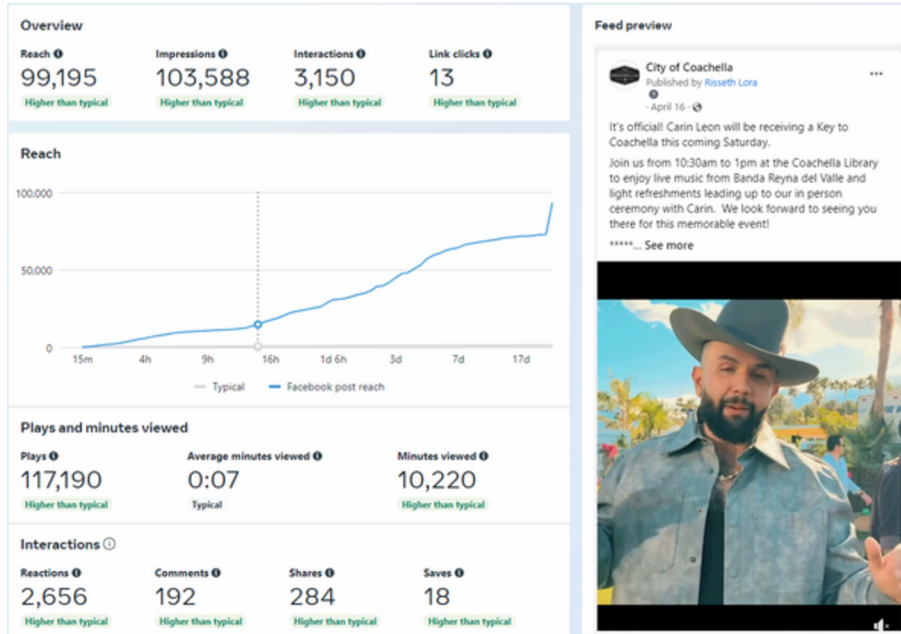 Overview
Reach
Impressions
Interactions
Link clicks
99,195
103,588
3,150
13
Higher than typical
Higher than typical
Higher than typical
Higher than typical
Reach
100,000
50,000
0
15m
4h
9h
16h
1d 6h
3d
7d
17d
Typical
Facebook post reach
Plays and minutes viewed
Plays
Average minutes viewed
Minutes viewed
117,190
0:07
10,220
Higher than typical
Typical
Higher than typical
Interactions
Reactions
Comments
Shares
Saves
2,656
192
284
18
Higher than typical
Higher than typical
Higher than typical
Higher than typical
Feed preview
City of Coachella
Published by Risseth Lora
· April 16 ·
It's official! Carin Leon will be receiving a Key to
Coachella this coming Saturday.
Join us from 10:30am to 1pm at the Coachella Library
to enjoy live music from Banda Reyna del Valle and
light refreshments leading up to our in person
ceremony with Carin. We look forward to seeing you
there for this memorable event!
*****... See more